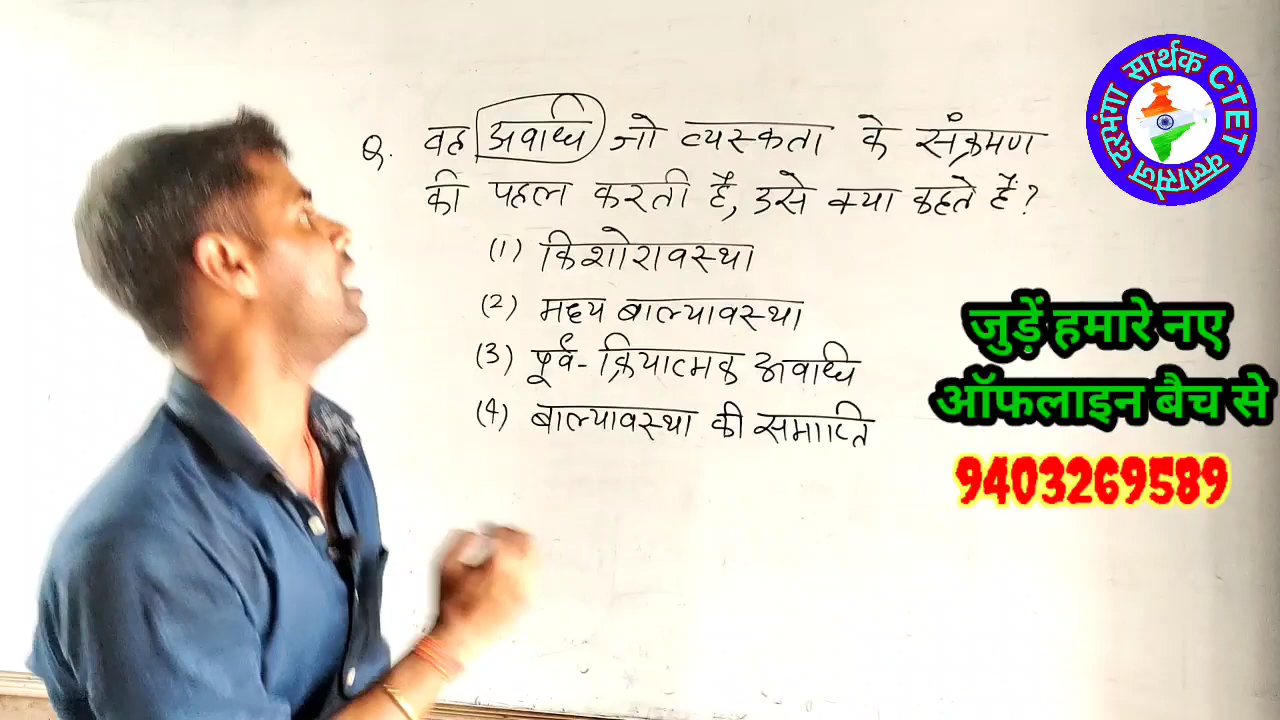 Q. वह अवधि जो व्यस्कता के संक्रमण
की पहल करती है, उसे क्या कहते हैं?
(1) किशोरावस्था
(2) मध्य बाल्यावस्था
(3) पूर्व-क्रियात्मक अवधि
(4) बाल्यावस्था की समाप्ति
सार्थक CTET क्लासेज दरभंगा
जुड़ें हमारे नए
ऑफलाइन बैच से
9403269589